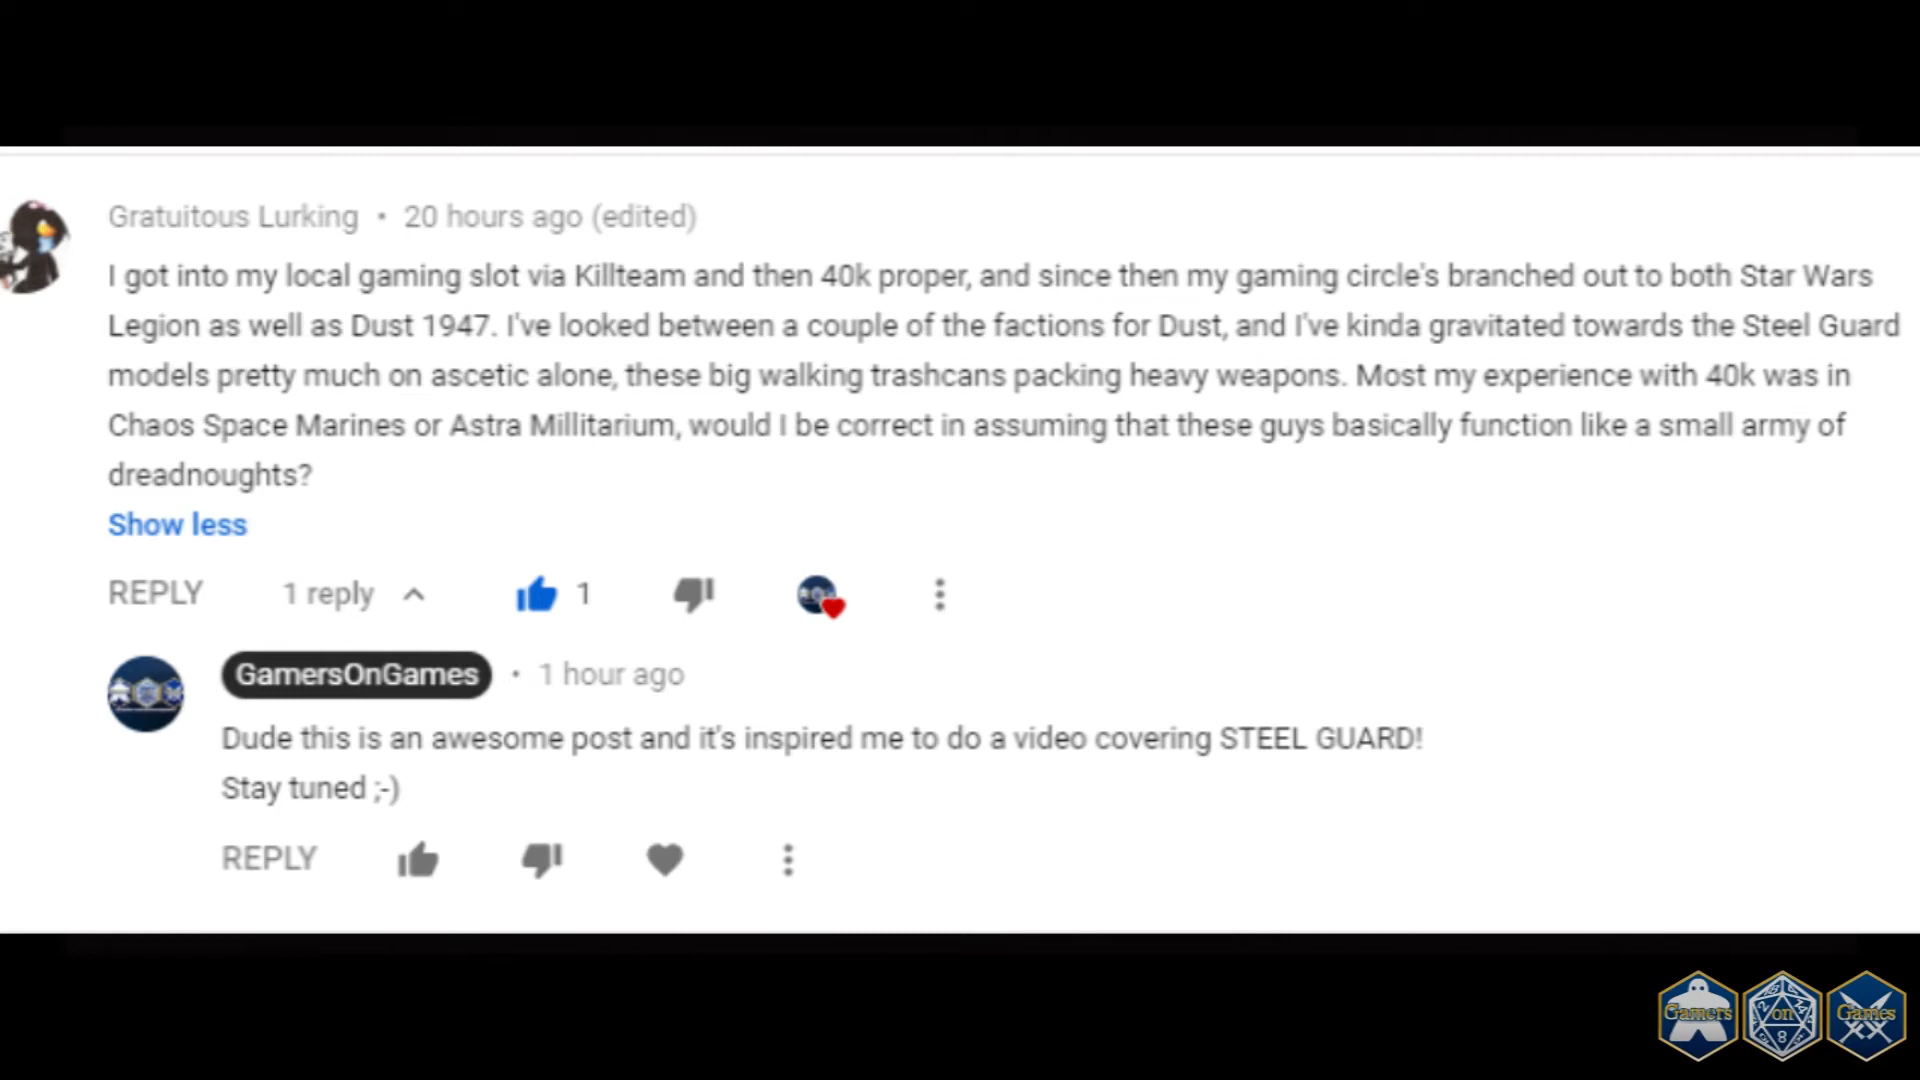 Gratuitous Lurking • 20 hours ago (edited)
I got into my local gaming slot via Killteam and then 40k proper, and since then my gaming circle's branched out to both Star Wars
Legion as well as Dust 1947. I've looked between a couple of the factions for Dust, and I've kinda gravitated towards the Steel Guard
models pretty much on ascetic alone, these big walking trashcans packing heavy weapons. Most my experience with 40k was in
Chaos Space Marines or Astra Millitarium, would I be correct in assuming that these guys basically function like a small army of
dreadnoughts?
Show less
REPLY 1 reply 1
GamersOnGames • 1 hour ago
Dude this is an awesome post and it's inspired me to do a video covering STEEL GUARD!
Stay tuned ;-)
REPLY
Gamers on Games
8